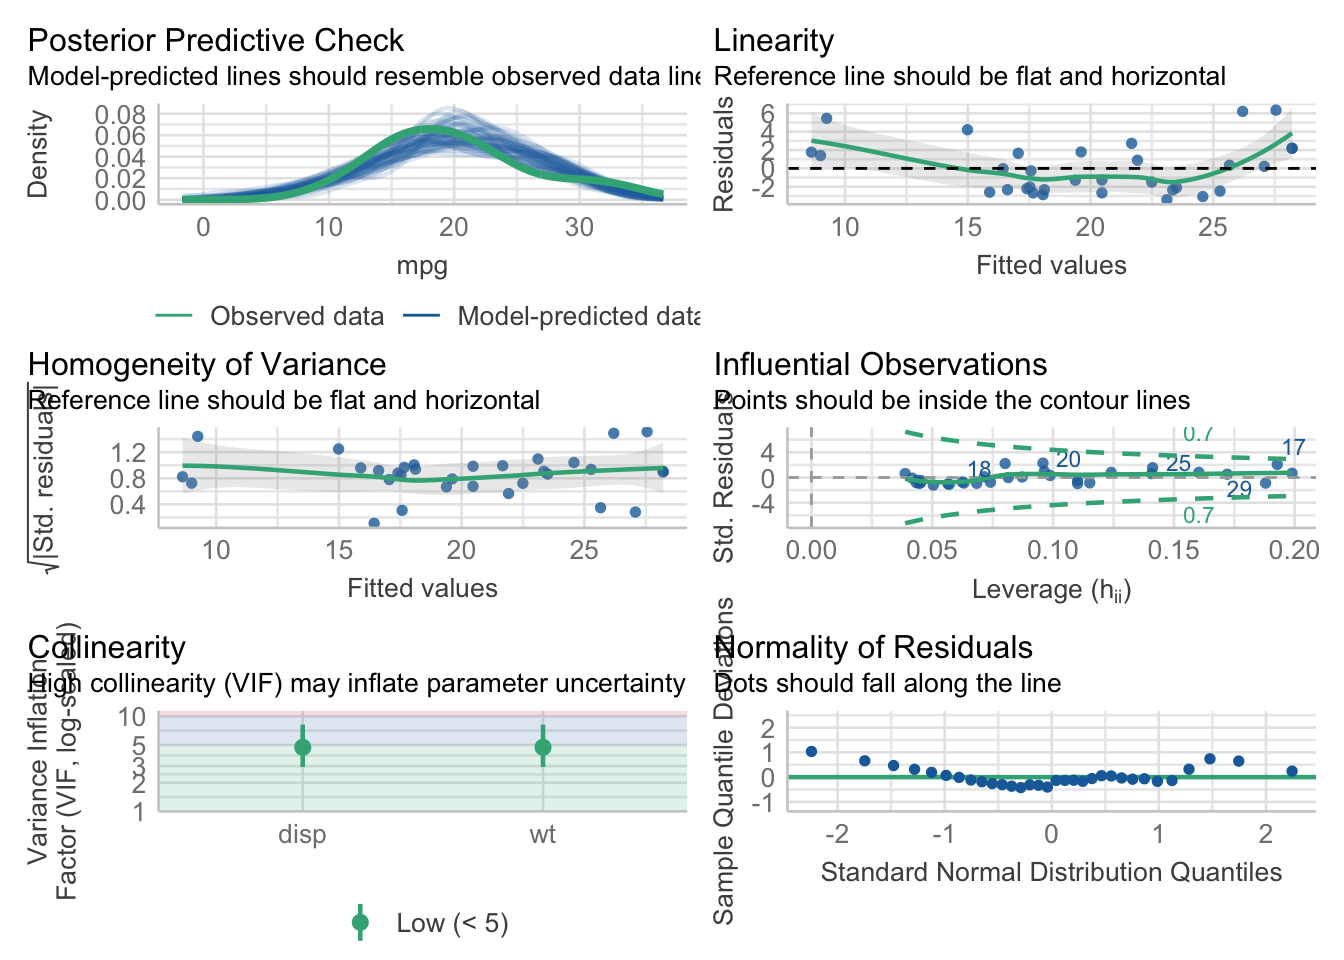 Posterior Predictive Check
Model-predicted lines should resemble observed data line
Density
0.08
0.06
0.04
0.02
0.00
0 10 20 30
mpg
Observed data Model-predicted data
Linearity
Reference line should be flat and horizontal
Residuals
6
4
2
0
-2
10 15 20 25
Fitted values
Homogeneity of Variance
Reference line should be flat and horizontal
√|Std. residuals|
1.2
0.8
0.4
10 15 20 25
Fitted values
Influential Observations
Points should be inside the contour lines
Std. Residuals
4
0
-4
0.7
17
18 20 25
29
0.7
0.00 0.05 0.10 0.15 0.20
Leverage (hii)
Collinearity
High collinearity (VIF) may inflate parameter uncertainty
Variance Inflation
Factor (VIF, log-scaled)
10
5
3
2
1
disp wt
Low (< 5)
Normality of Residuals
Dots should fall along the line
Sample Quantile Deviations
2
1
0
-1
-2 -1 0 1 2
Standard Normal Distribution Quantiles